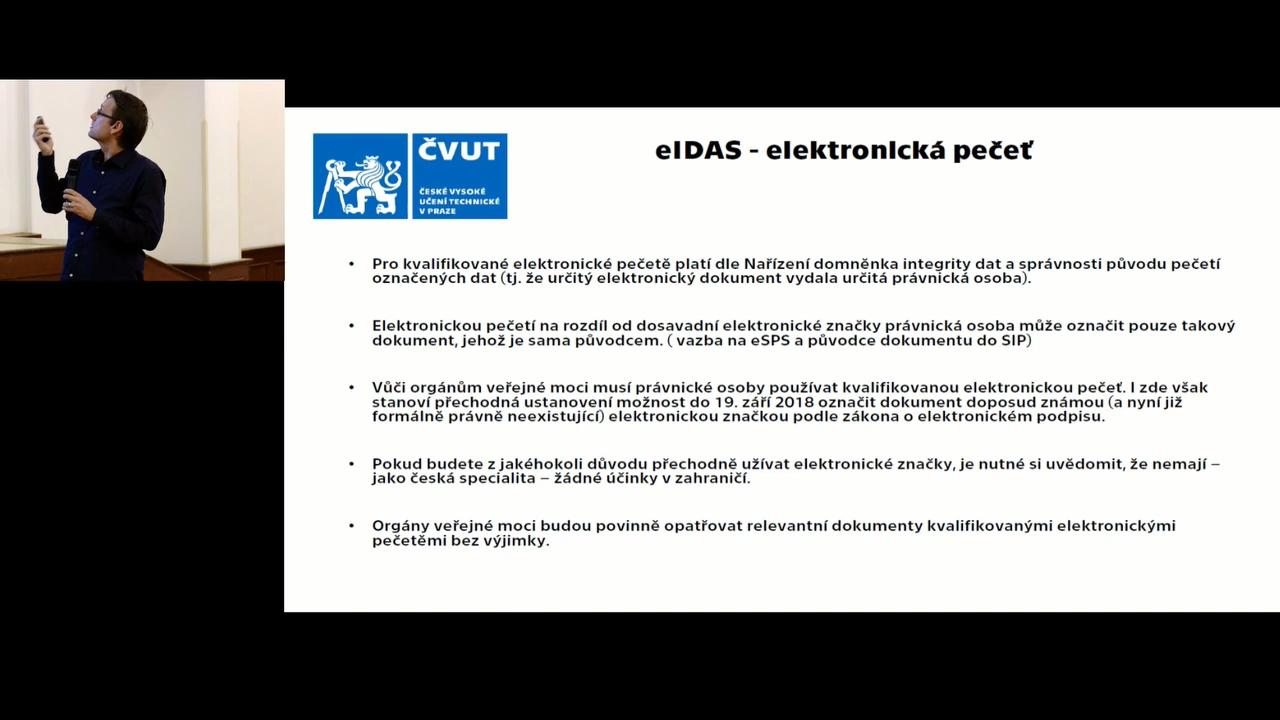 ČVUT
ČESKÉ VYSOKÉ
UČENÍ TECHNICKÉ
V PRAZE
eIDAS - elektronická pečeť
• Pro kvalifikované elektronické pečetě platí dle Nařízení domněnka integrity dat a správnosti původu pečetí
označených dat (tj. že určitý elektronický dokument vydala určitá právnická osoba).
• Elektronickou pečetí na rozdíl od dosavadní elektronické značky právnická osoba může označit pouze takový
dokument, jehož je sama původcem. ( vazba na eSPS a původce dokumentu do SIP)
• Vůči orgánům veřejné moci musí právnické osoby používat kvalifikovanou elektronickou pečeť. I zde však
stanoví přechodná ustanovení možnost do 19. září 2018 označit dokument doposud známou (a nyní již
formálně právně neexistující) elektronickou značkou podle zákona o elektronickém podpisu.
• Pokud budete z jakéhokoli důvodu přechodně užívat elektronické značky, je nutné si uvědomit, že nemají –
jako česká specialita – žádné účinky v zahraničí.
• Orgány veřejné moci budou povinně opatřovat relevantní dokumenty kvalifikovanými elektronickými
pečetěmi bez výjimky.